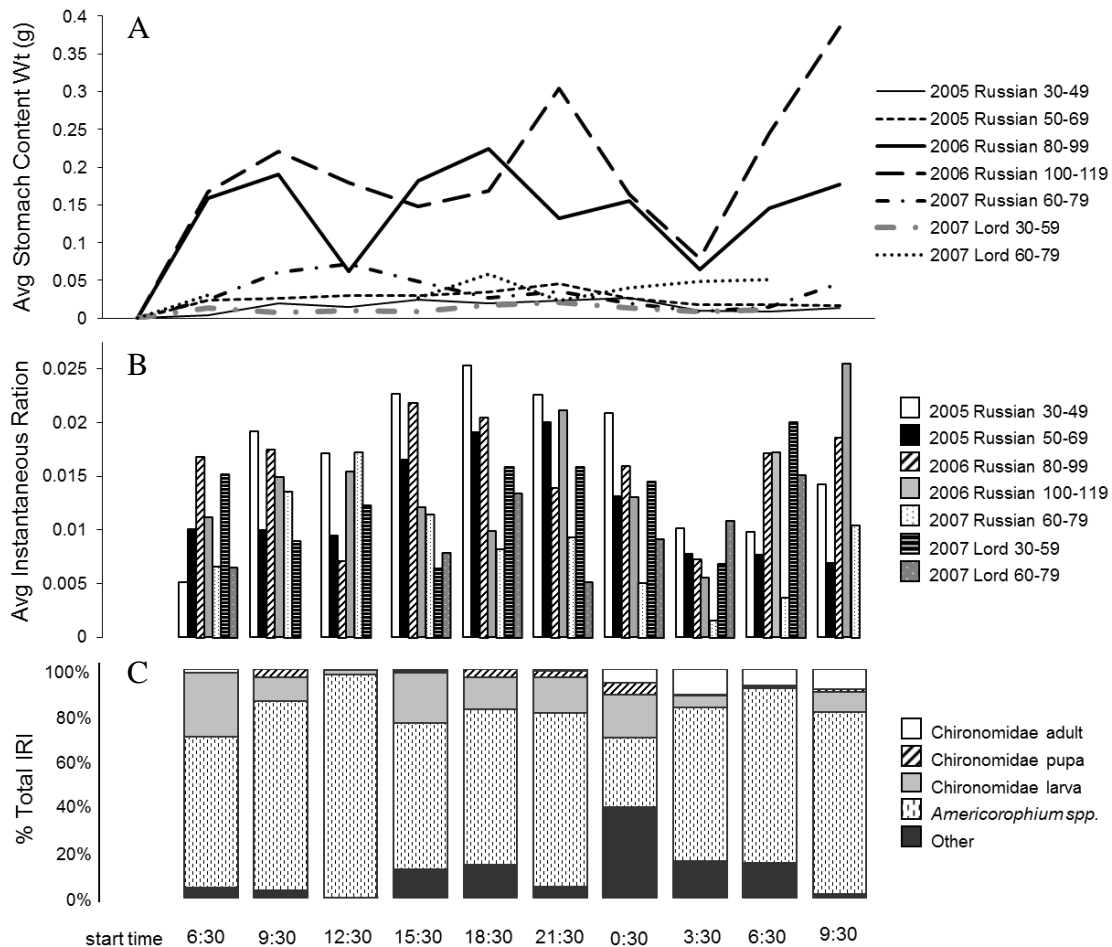 A
Avg Stomach Content Wt (g)
0.4
0.35
0.3
0.25
0.2
0.15
0.1
0.05
0
2005 Russian 30-49
2005 Russian 50-69
2006 Russian 80-99
2006 Russian 100-119
2007 Russian 60-79
2007 Lord 30-59
2007 Lord 60-79
B
Avg Instantaneous Ration
0.025
0.02
0.015
0.01
0.005
0
2005 Russian 30-49
2005 Russian 50-69
2006 Russian 80-99
2006 Russian 100-119
2007 Russian 60-79
2007 Lord 30-59
2007 Lord 60-79
C
% Total IRI
100%
80%
60%
40%
20%
0%
Chironomidae adult
Chironomidae pupa
Chironomidae larva
Americorophium spp.
Other
start time 6:30 9:30 12:30 15:30 18:30 21:30 0:30 3:30 6:30 9:30